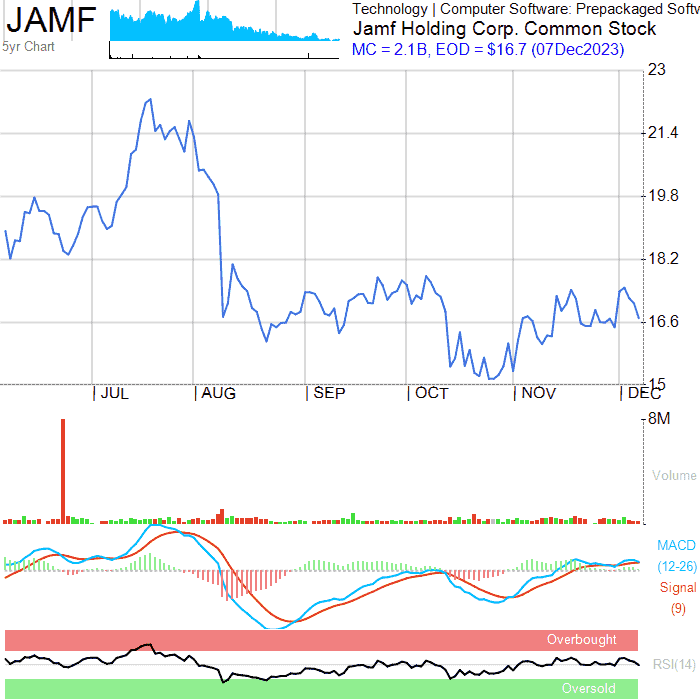 JAMF
5yr Chart
Technology | Computer Software: Prepackaged Softw
Jamf Holding Corp. Common Stock
MC = 2.1B, EOD = $16.7 (07Dec2023)
23
21.4
19.8
18.2
16.6
15
| JUL
| AUG
| SEP
| OCT
| NOV
| DEC
8M
Volume
MACD
(12-26)
Signal
(9)
Overbought
RSI(14)
Oversold